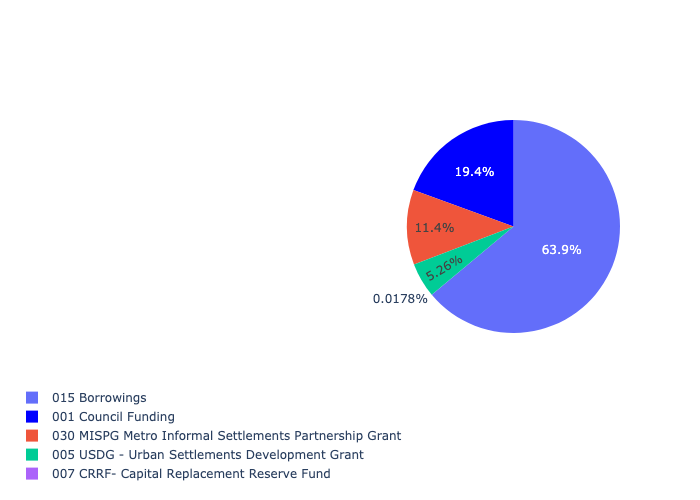 19.4%
11.4%
63.9%
5.26%
0.0178%
015 Borrowings
001 Council Funding
030 MISPG Metro Informal Settlements Partnership Grant
005 USDG - Urban Settlements Development Grant
007 CRRF- Capital Replacement Reserve Fund